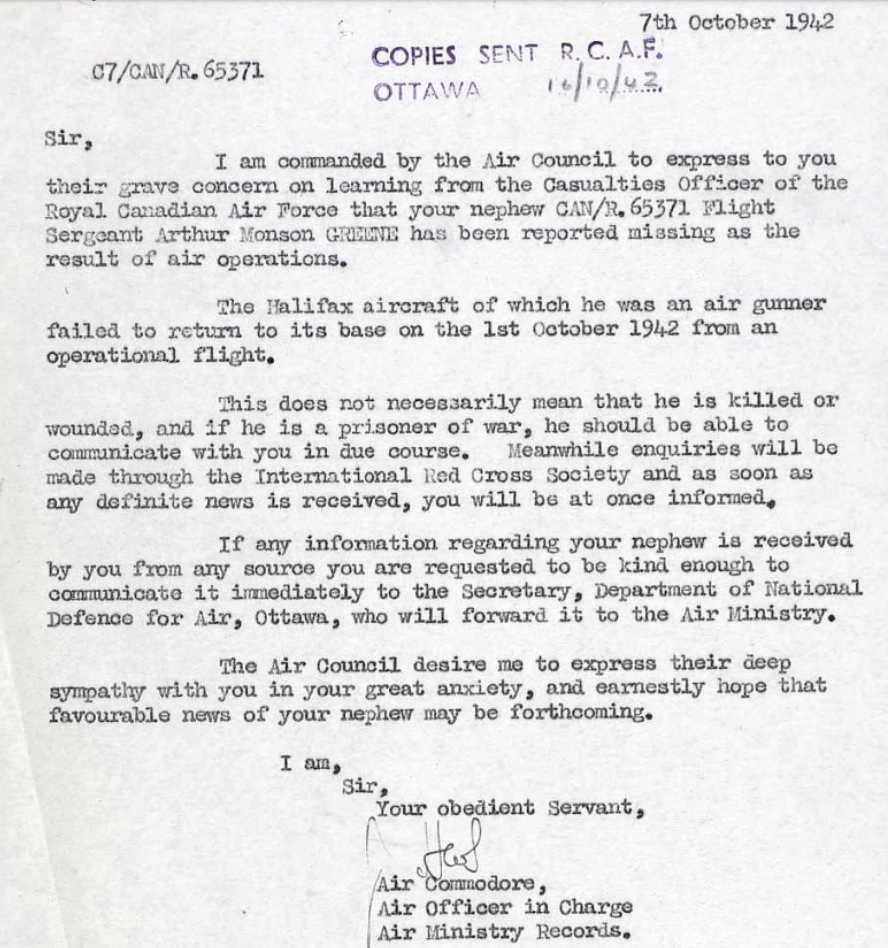 7th October 1942
C7/CAN/R.65371
COPIES SENT R.C.A.F.
OTTAWA 16/10/42
Sir,
I am commanded by the Air Council to express to you
their grave concern on learning from the Casualties Officer of the
Royal Canadian Air Force that your nephew CAN/R.65371 Flight
Sergeant Arthur Monson GREENE has been reported missing as the
result of air operations.
The Halifax aircraft of which he was an air gunner
failed to return to its base on the 1st October 1942 from an
operational flight.
This does not necessarily mean that he is killed or
wounded, and if he is a prisoner of war, he should be able to
communicate with you in due course. Meanwhile enquiries will be
made through the International Red Cross Society and as soon as
any definite news is received, you will be at once informed.
If any information regarding your nephew is received
by you from any source you are requested to be kind enough to
communicate it immediately to the Secretary, Department of National
Defence for Air, Ottawa, who will forward it to the Air Ministry.
The Air Council desire me to express their deep
sympathy with you in your great anxiety, and earnestly hope that
favourable news of your nephew may be forthcoming.
I am,
Sir,
Your obedient Servant,
Air Commodore,
Air Officer in Charge
Air Ministry Records.